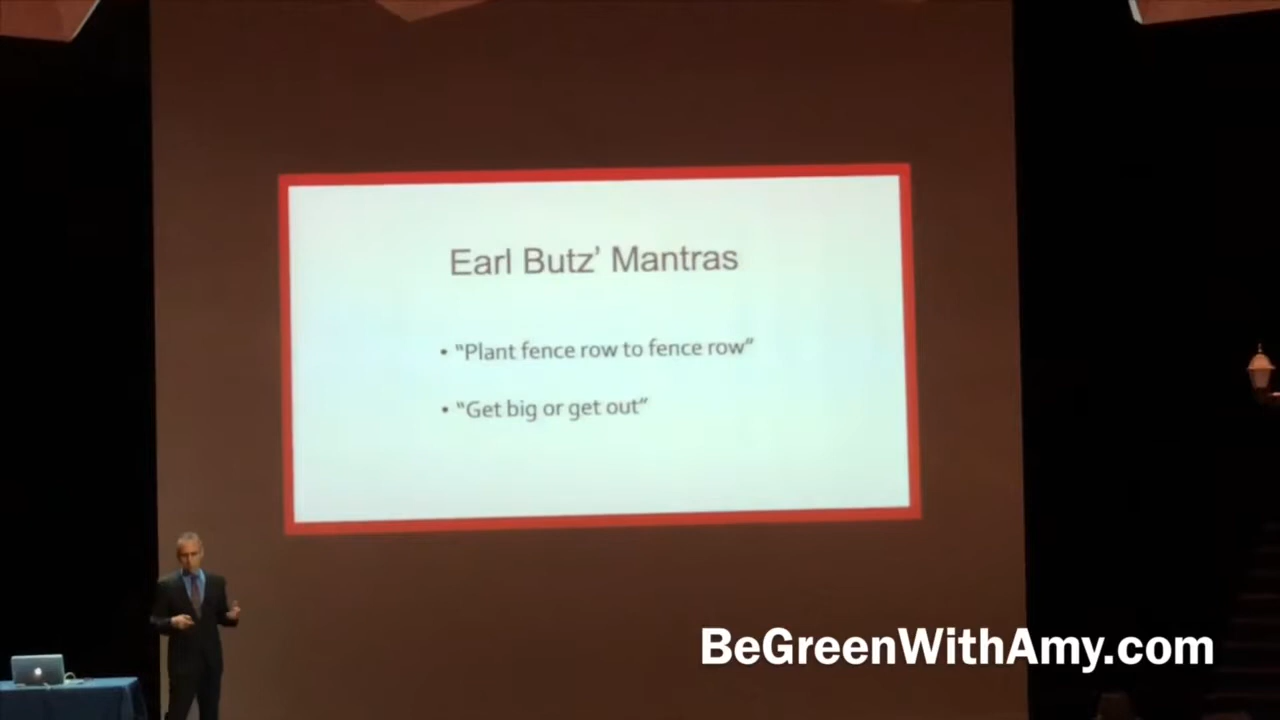 Earl Butz’ Mantras
• “Plant fence row to fence row”
• “Get big or get out”
BeGreenWithAmy.com